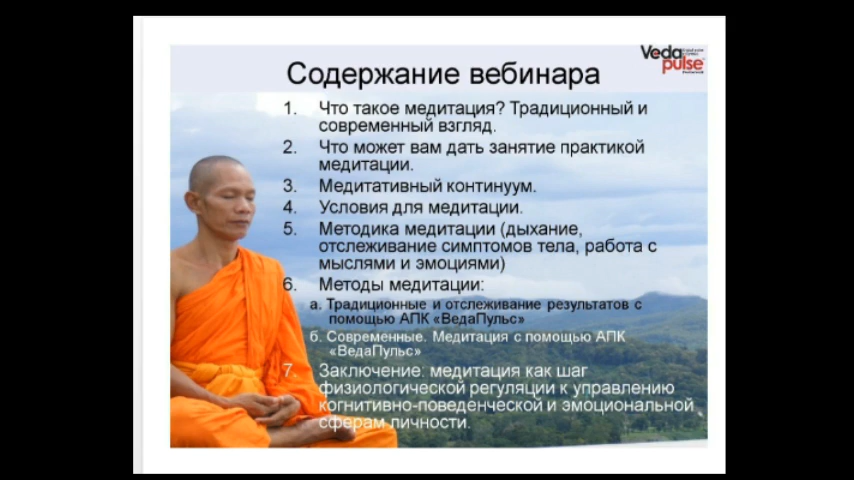 Veda
pulse
Содержание вебинара
1. Что такое медитация? Традиционный и
современный взгляд.
2. Что может вам дать занятие практикой
медитации.
3. Медитативный континуум.
4. Условия для медитации.
5. Методика медитации (дыхание,
отслеживание симптомов тела, работа с
мыслями и эмоциями)
6. Методы медитации:
а. Традиционные и отслеживание результатов с
помощью АПК «ВедаПульс»
б. Современные. Медитация с помощью АПК
«ВедаПульс»
7. Заключение: медитация как шаг
физиологической регуляции к управлению
когнитивно-поведенческой и эмоциональной
сферам личности.